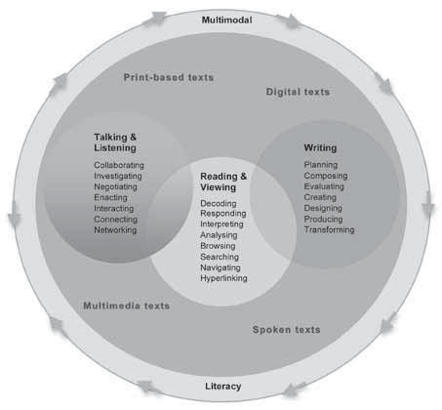 Multimodal
Print-based texts
Digital texts
Talking &
Listening
Collaborating
Investigating
Negotiating
Enacting
Interacting
Connecting
Networking
Reading &
Viewing
Decoding
Responding
Interpreting
Analysing
Browsing
Searching
Navigating
Hyperlinking
Writing
Planning
Composing
Evaluating
Creating
Designing
Producing
Transforming
Multimedia texts
Spoken texts
Literacy